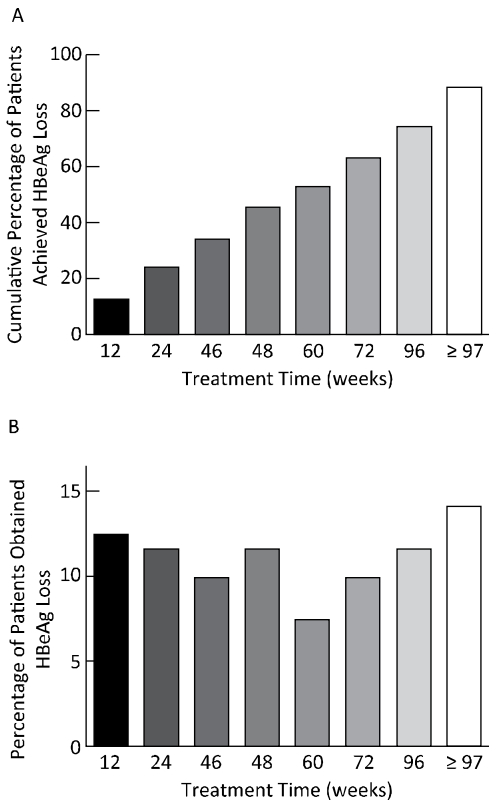 A
Cumulative Percentage of Patients
Achieved HBeAg Loss
100
80
60
40
20
0
12 24 46 48 60 72 96 ≥ 97
Treatment Time (weeks)
B
Percentage of Patients Obtained
HBeAg Loss
15
10
5
0
12 24 46 48 60 72 96 ≥ 97
Treatment Time (weeks)